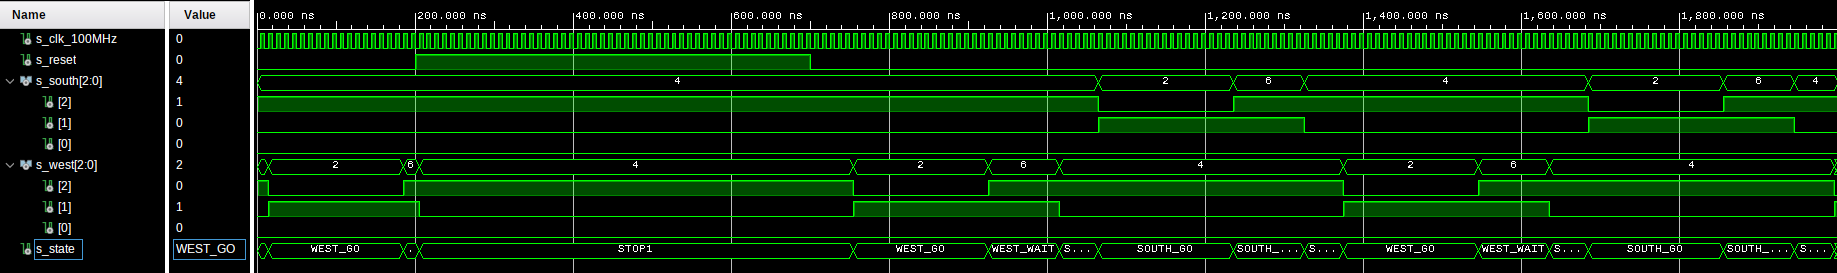 Name Value 0.000 ns 200.000 ns 400.000 ns 600.000 ns 800.000 ns 1,000.000 ns 1,200.000 ns 1,400.000 ns 1,600.000 ns 1,800.000 ns
s_clk_100MHz 0
s_reset 0
s_south[2:0] 4 4 2 6 4 2 6 4
[2] 1
[1] 0
[0] 0
s_west[2:0] 2 2 6 4 2 6 4 2 6 4
[2] 0
[1] 1
[0] 0
s_state WEST_GO WEST_GO . STOP1 WEST_GO WEST_WAIT S... SOUTH_GO SOUTH_... S... WEST_GO WEST_WAIT S... SOUTH_GO SOUTH_... S...